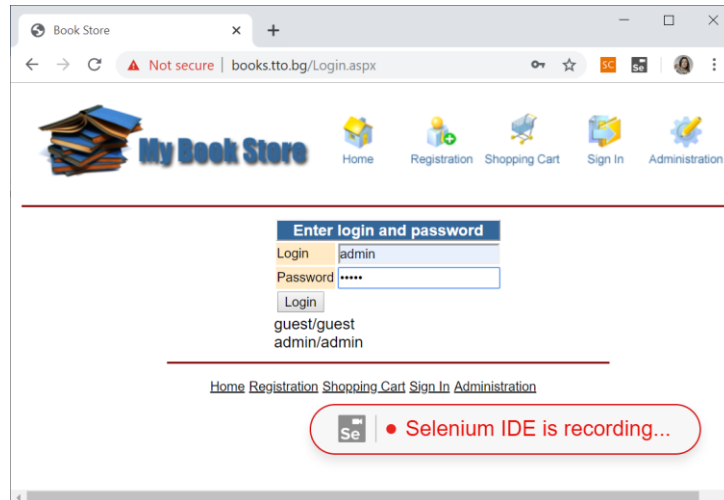 Book Store
Not secure | books.tto.bg/Login.aspx
SC
Se
My Book Store
Home Registration Shopping Cart Sign In Administration
Enter login and password
Login admin
Password •••••
Login
guest/guest
admin/admin
Home Registration Shopping Cart Sign In Administration
Se Selenium IDE is recording...